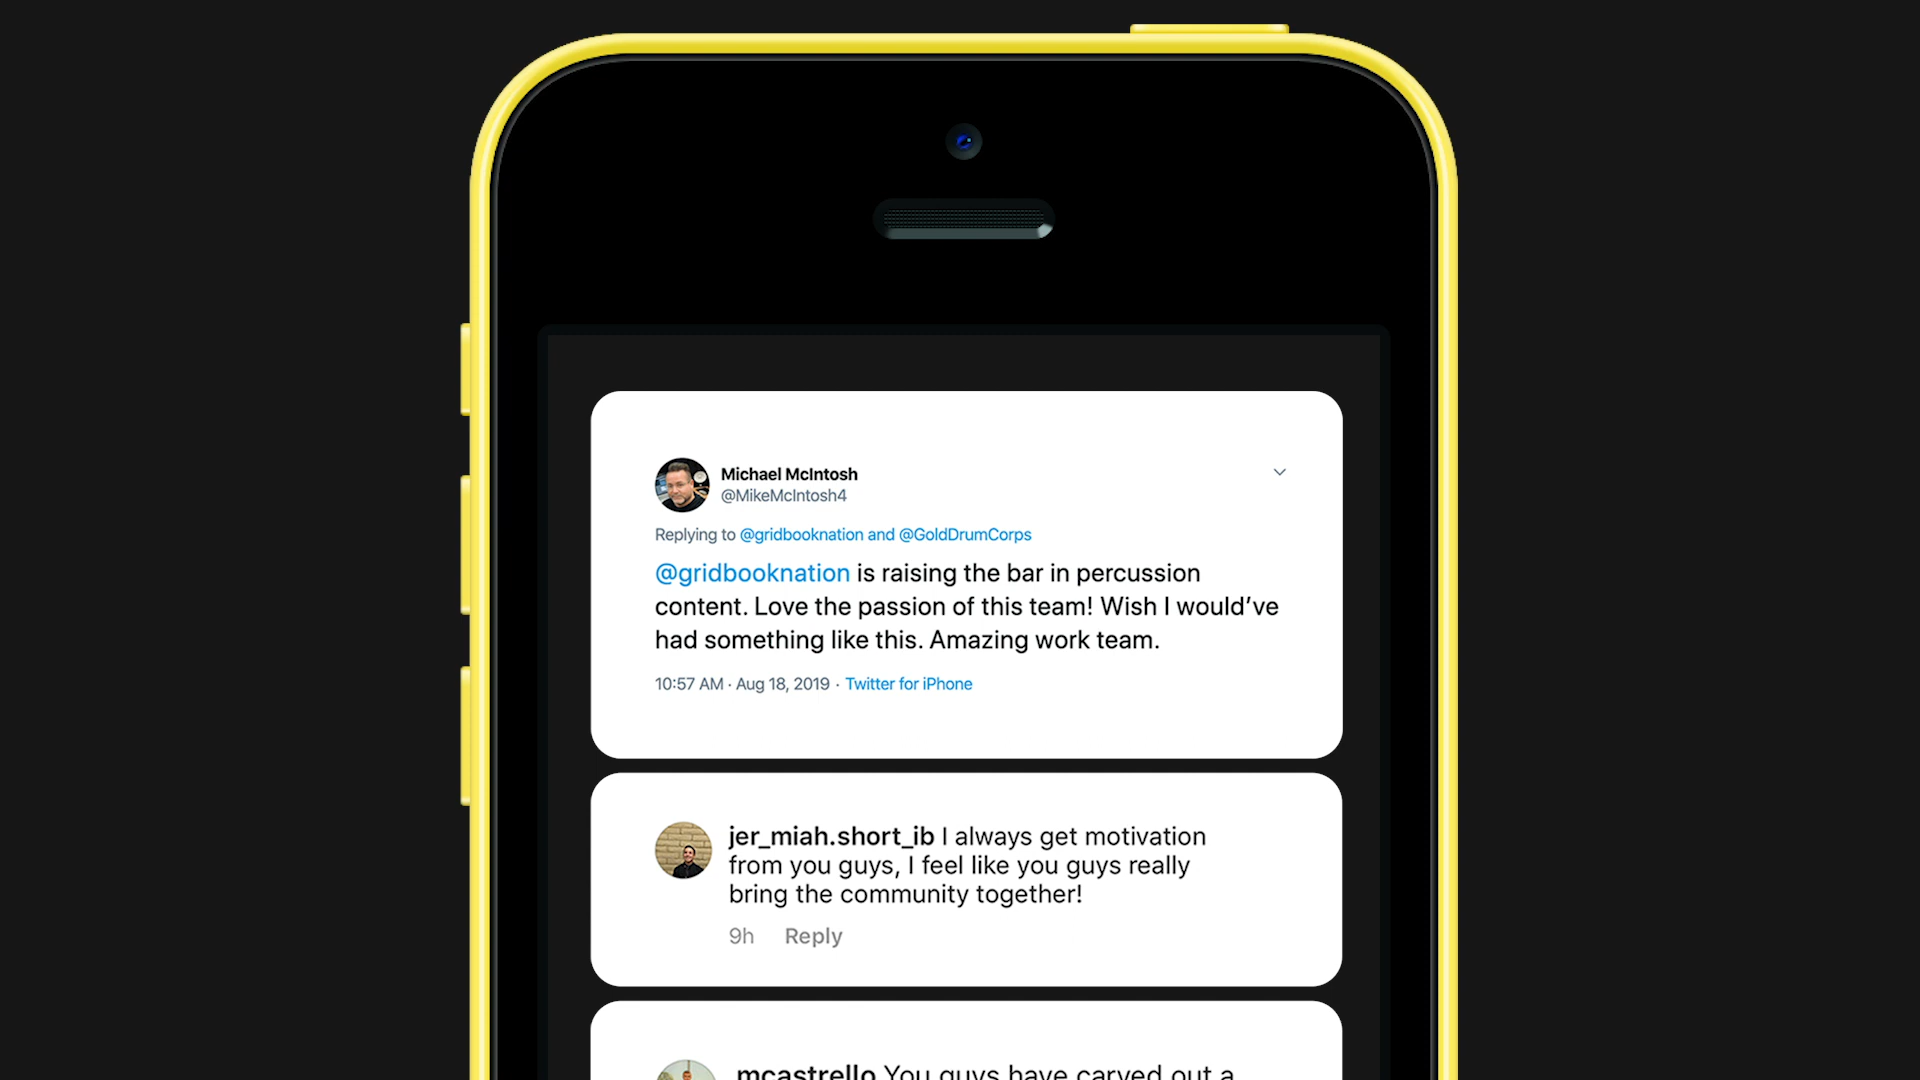 Michael McIntosh
@MikeMcIntosh4
Replying to @gridbooknation and @GoldDrumCorps
@gridbooknation is raising the bar in percussion
content. Love the passion of this team! Wish I would’ve
had something like this. Amazing work team.
10:57 AM · Aug 18, 2019 · Twitter for iPhone
jer_miah.short_ib I always get motivation
from you guys, I feel like you guys really
bring the community together!
9h Reply
mcastrello You guys have carved out a